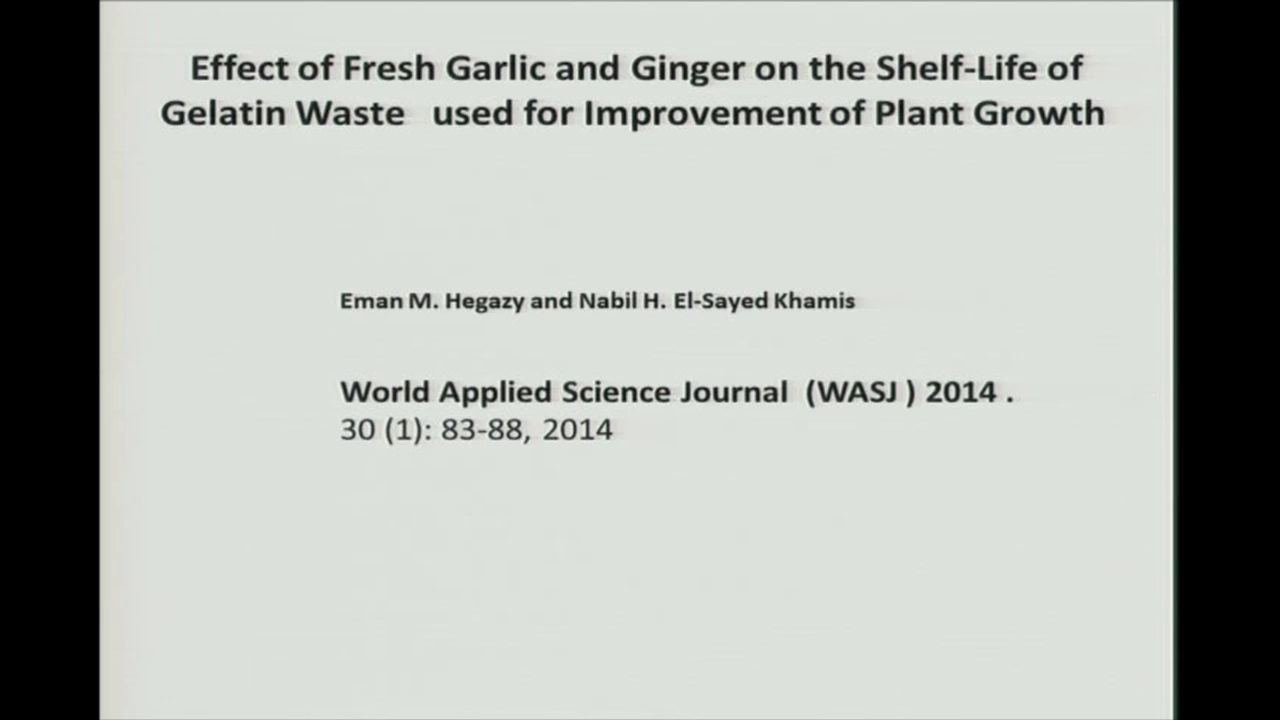 Effect of Fresh Garlic and Ginger on the Shelf-Life of
Gelatin Waste used for Improvement of Plant Growth
Eman M. Hegazy and Nabil H. El-Sayed Khamis
World Applied Science Journal (WASJ ) 2014 .
30 (1): 83-88, 2014